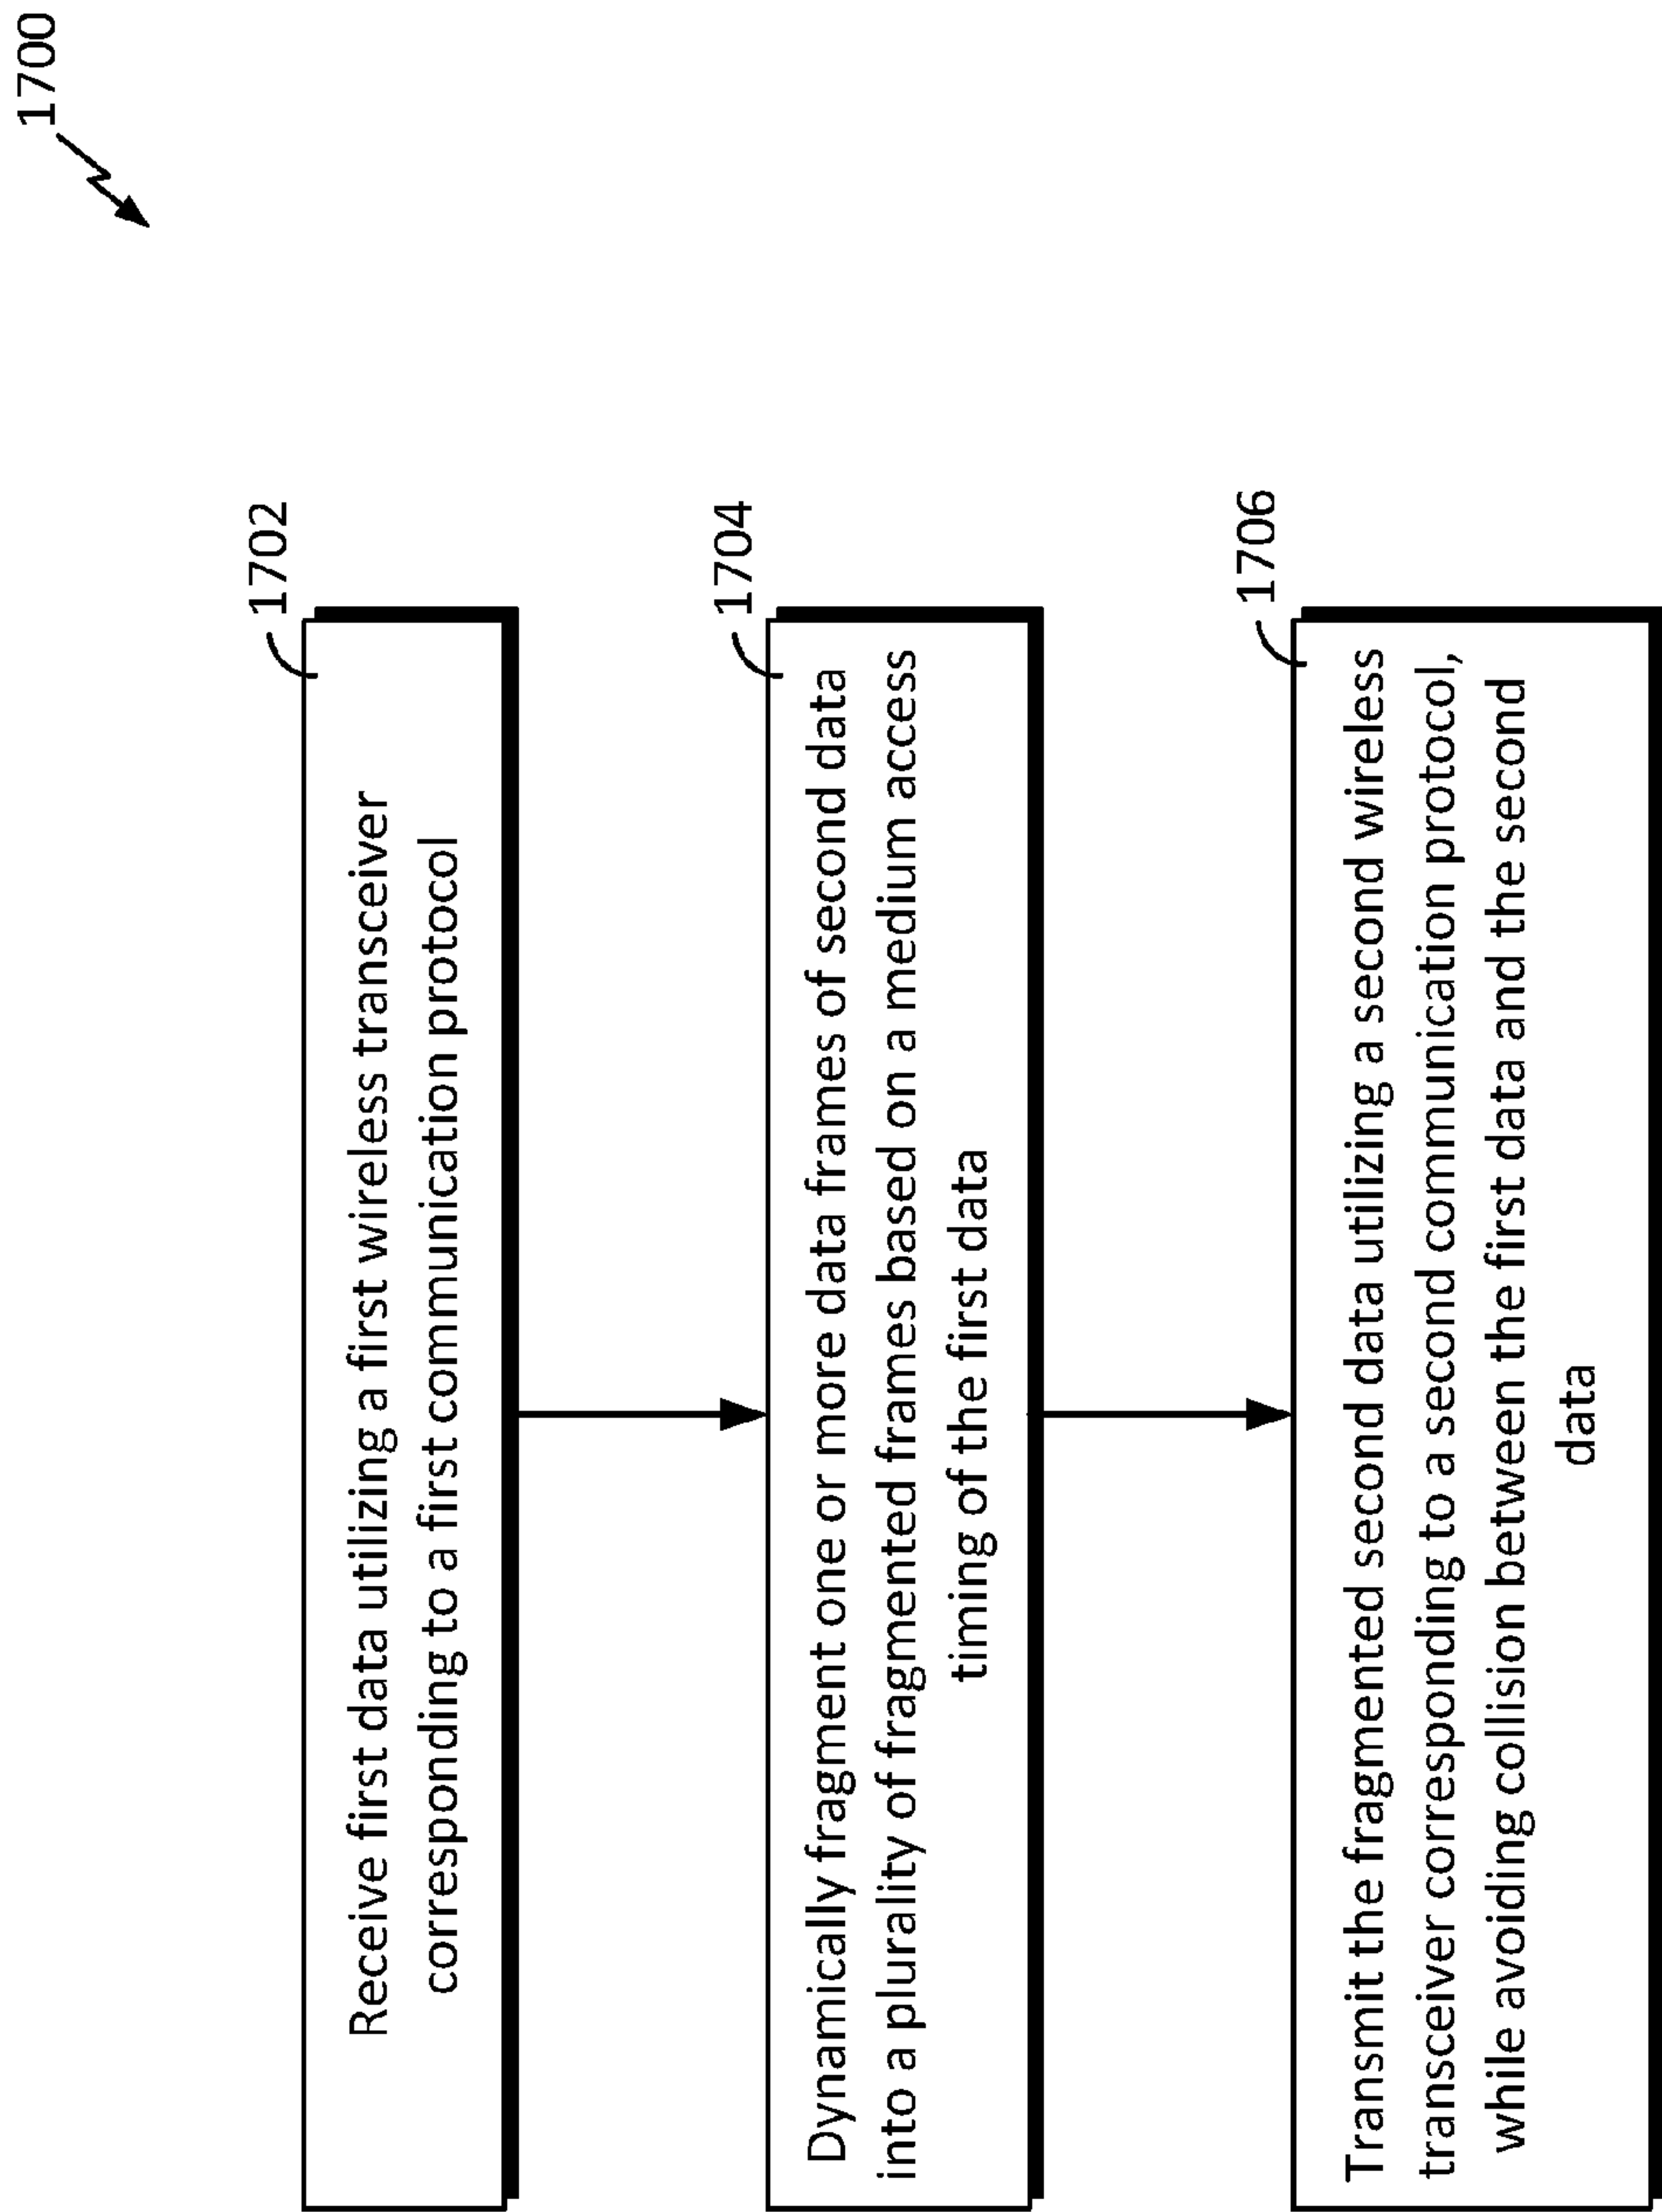 1700
1702
Receive first data utilizing a first wireless transceiver
corresponding to a first communication protocol
1704
Dynamically fragment one or more data frames of second data
into a plurality of fragmented frames based on a medium access
timing of the first data
1706
Transmit the fragmented second data utilizing a second wireless
transceiver corresponding to a second communication protocol,
while avoiding collision between the first data and the second
data